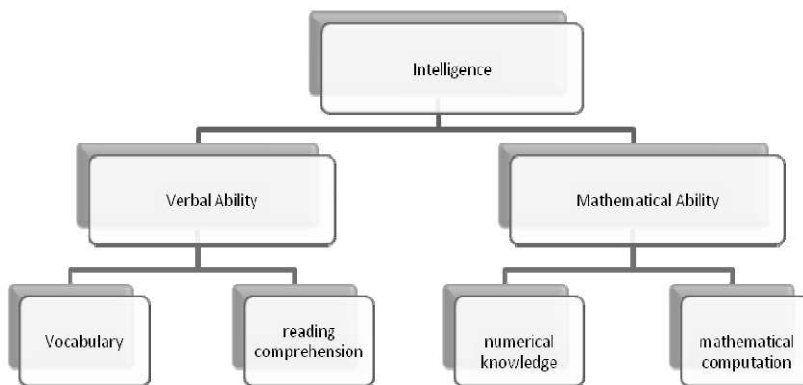 Intelligence
Verbal Ability
Mathematical Ability
Vocabulary
reading
comprehension
numerical
knowledge
mathematical
computation